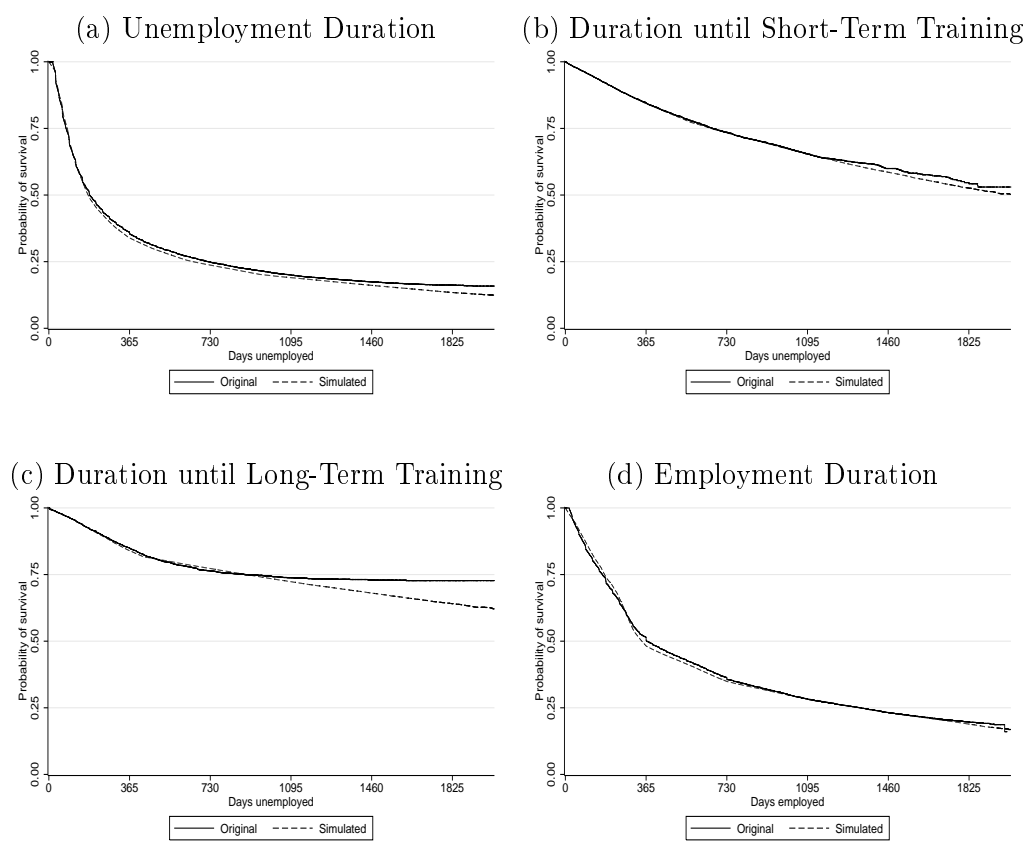 (a) Unemployment Duration
Probability of survival
1.00
0.75
0.50
0.25
0.00
0 365 730 1095 1460 1825
Days unemployed
Original Simulated
(b) Duration until Short-Term Training
Probability of survival
1.00
0.75
0.50
0.25
0.00
0 365 730 1095 1460 1825
Days unemployed
Original Simulated
(c) Duration until Long-Term Training
Probability of survival
1.00
0.75
0.50
0.25
0.00
0 365 730 1095 1460 1825
Days unemployed
Original Simulated
(d) Employment Duration
Probability of survival
1.00
0.75
0.50
0.25
0.00
0 365 730 1095 1460 1825
Days employed
Original Simulated